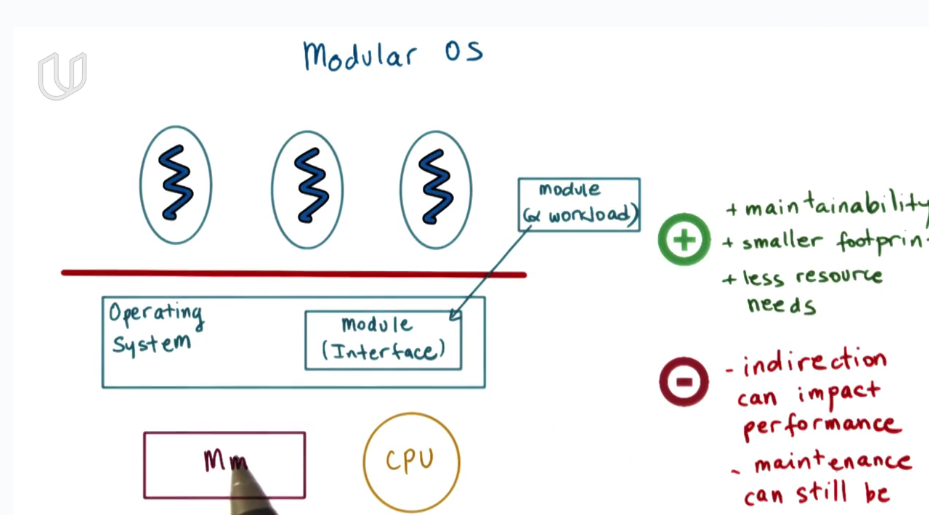 Modular OS
module
(α workload)
Operating
System
module
(Interface)
Mm
CPU
+ maintainability
+ smaller footprin
+ less resource
needs
- indirection
can impact
performance
- maintenance
can still be